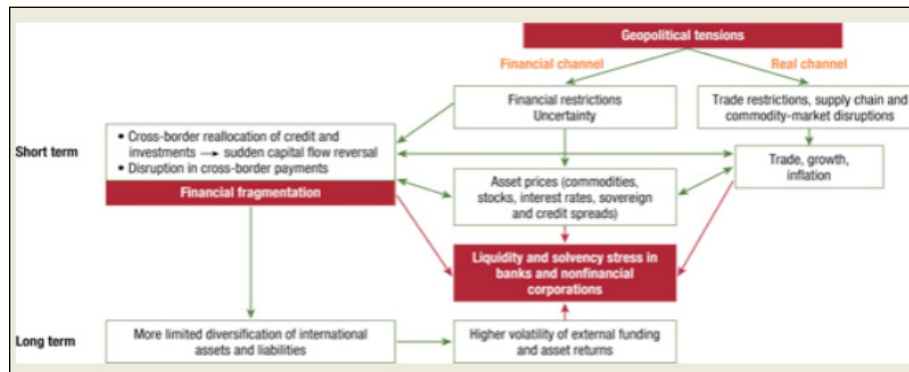 Geopolitical tensions
Financial channel
Real channel
Financial restrictions
Uncertainty
Trade restrictions, supply chain and
commodity-market disruptions
Short term
• Cross-border reallocation of credit and
investments → sudden capital flow reversal
• Disruption in cross-border payments
Financial fragmentation
Asset prices (commodities,
stocks, interest rates, sovereign
and credit spreads)
Trade, growth,
inflation
Liquidity and solvency stress in
banks and nonfinancial
corporations
Long term
More limited diversification of international
assets and liabilities
Higher volatility of external funding
and asset returns